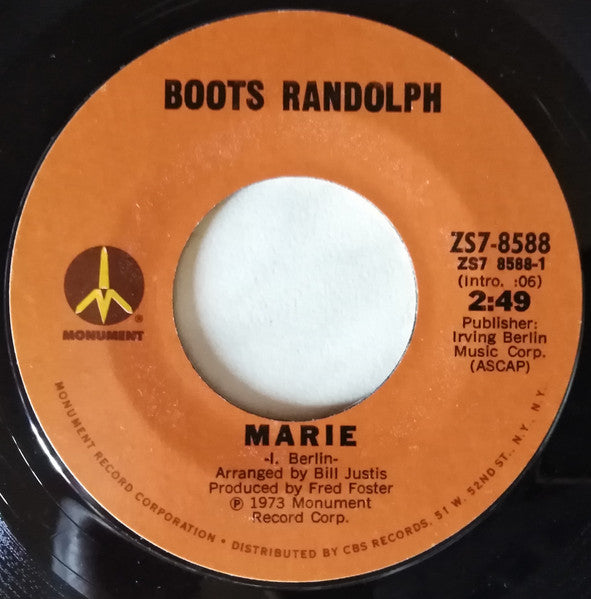 BOOTS RANDOLPH
ZS7-8588
ZS7 8588-1
(Intro. :06)
2:49
Publisher:
Irving Berlin
Music Corp.
(ASCAP)
®
MONUMENT
MARIE
-I. Berlin-
Arranged by Bill Justis
Produced by Fred Foster
℗ 1973 Monument
Record Corp.
MONUMENT RECORD CORPORATION • DISTRIBUTED BY CBS RECORDS, 51 W. 52ND ST., N.Y., N.Y.